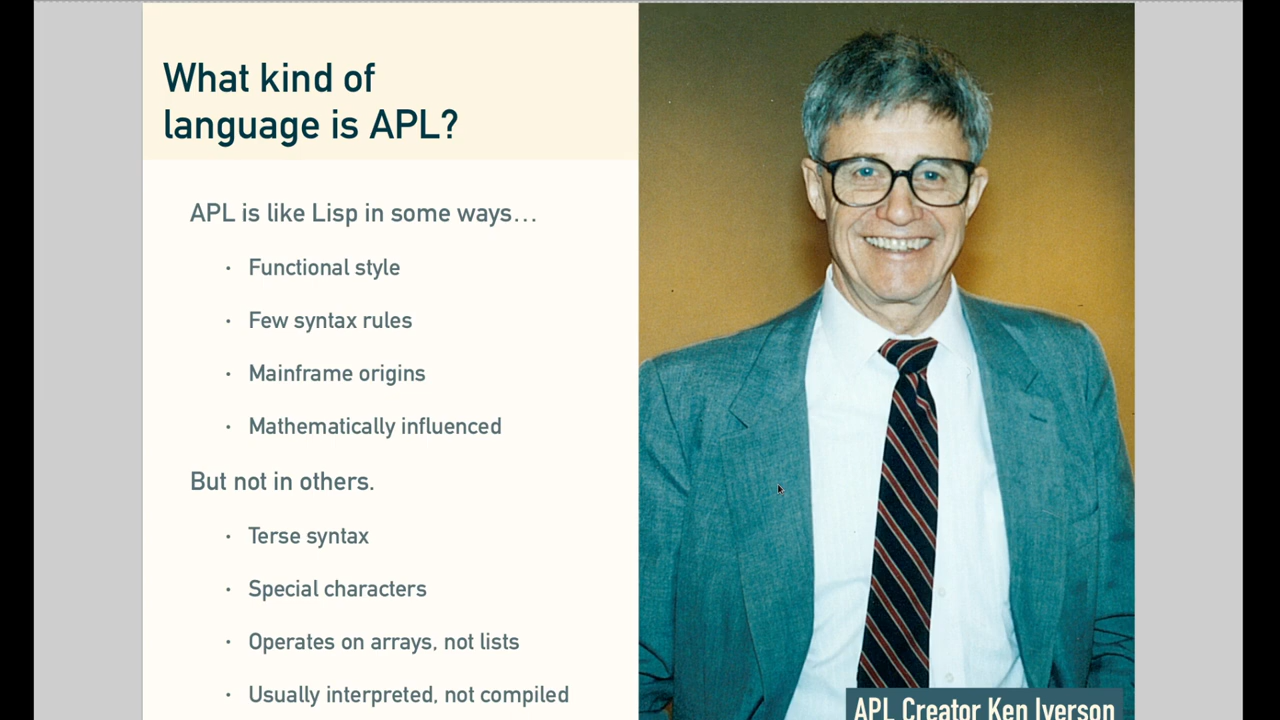 What kind of
language is APL?
APL is like Lisp in some ways…
· Functional style
· Few syntax rules
· Mainframe origins
· Mathematically influenced
But not in others.
· Terse syntax
· Special characters
· Operates on arrays, not lists
· Usually interpreted, not compiled
APL Creator Ken Iverson